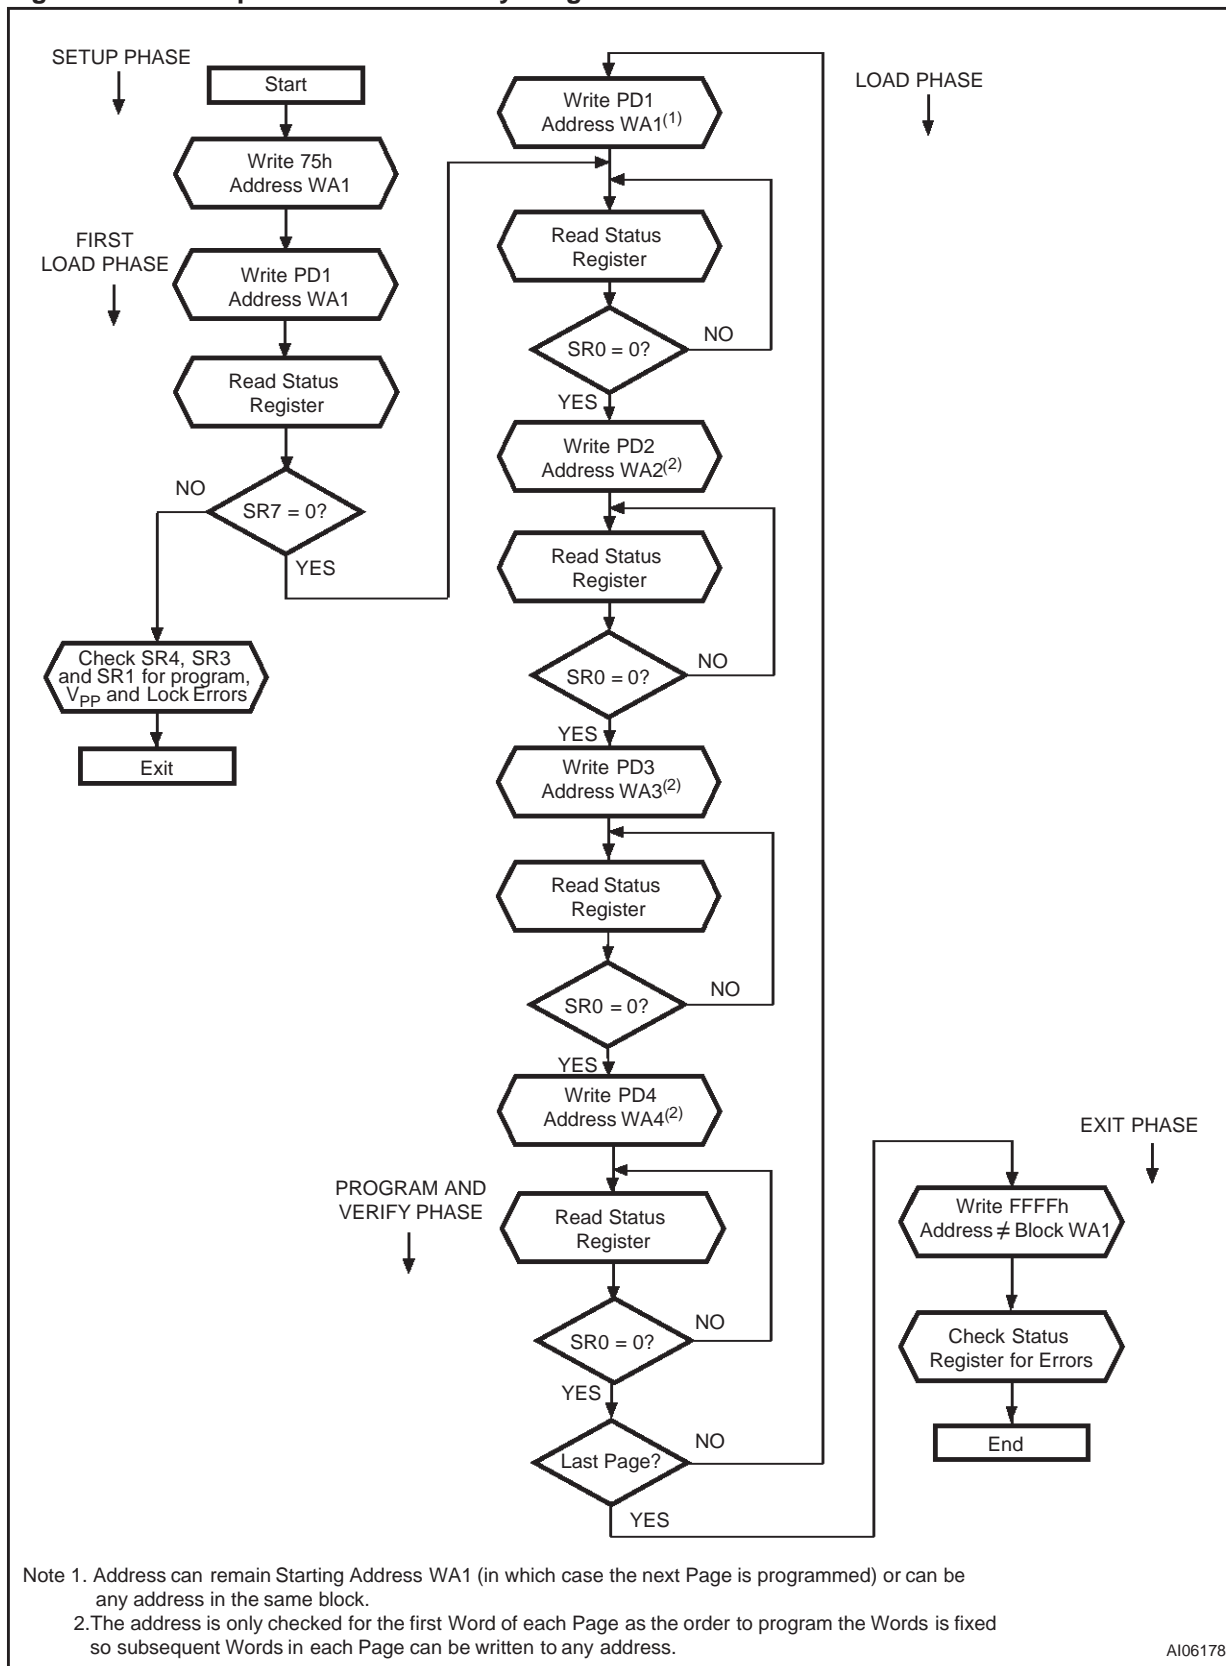 SETUP PHASE
Start
Write 75h
Address WA1
FIRST
LOAD PHASE
Write PD1
Address WA1
Read Status
Register
NO
SR7 = 0?
YES
Check SR4, SR3
and SR1 for program,
VPP and Lock Errors
Exit
LOAD PHASE
Write PD1
Address WA1(1)
Read Status
Register
NO
SR0 = 0?
YES
Write PD2
Address WA2(2)
Read Status
Register
NO
SR0 = 0?
YES
Write PD3
Address WA3(2)
Read Status
Register
NO
SR0 = 0?
YES
Write PD4
Address WA4(2)
PROGRAM AND
VERIFY PHASE
Read Status
Register
NO
SR0 = 0?
YES
NO
Last Page?
YES
EXIT PHASE
Write FFFFh
Address ≠ Block WA1
Check Status
Register for Errors
End
Note 1. Address can remain Starting Address WA1 (in which case the next Page is programmed) or can be
any address in the same block.
2.The address is only checked for the first Word of each Page as the order to program the Words is fixed
so subsequent Words in each Page can be written to any address.
AI06178